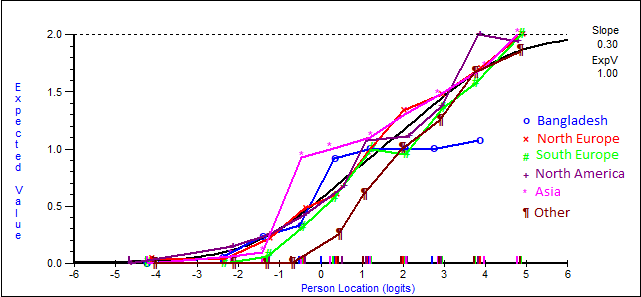 2.0
Slope
0.30
ExpV
1.00
1.5
Expected Value
1.0
0.5
0.0
Bangladesh
North Europe
South Europe
North America
Asia
Other
-6 -5 -4 -3 -2 -1 0 1 2 3 4 5 6
Person Location (logits)